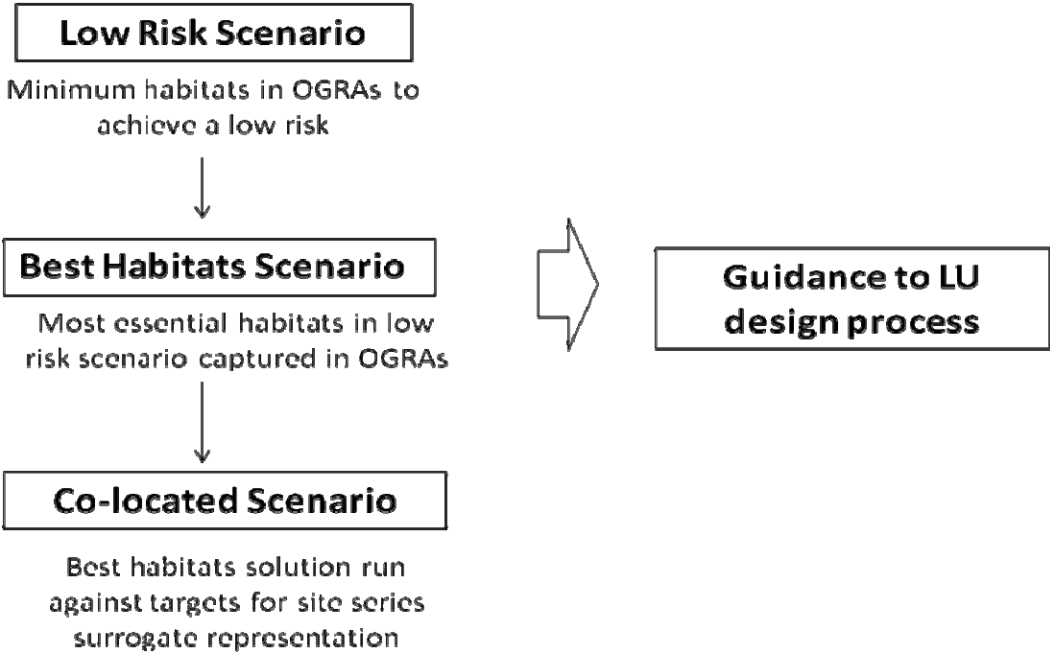 Low Risk Scenario
Minimum habitats in OGRAs to
achieve a low risk
Best Habitats Scenario
Most essential habitats in low
risk scenario captured in OGRAs
Co-located Scenario
Best habitats solution run
against targets for site series
surrogate representation
Guidance to LU
design process